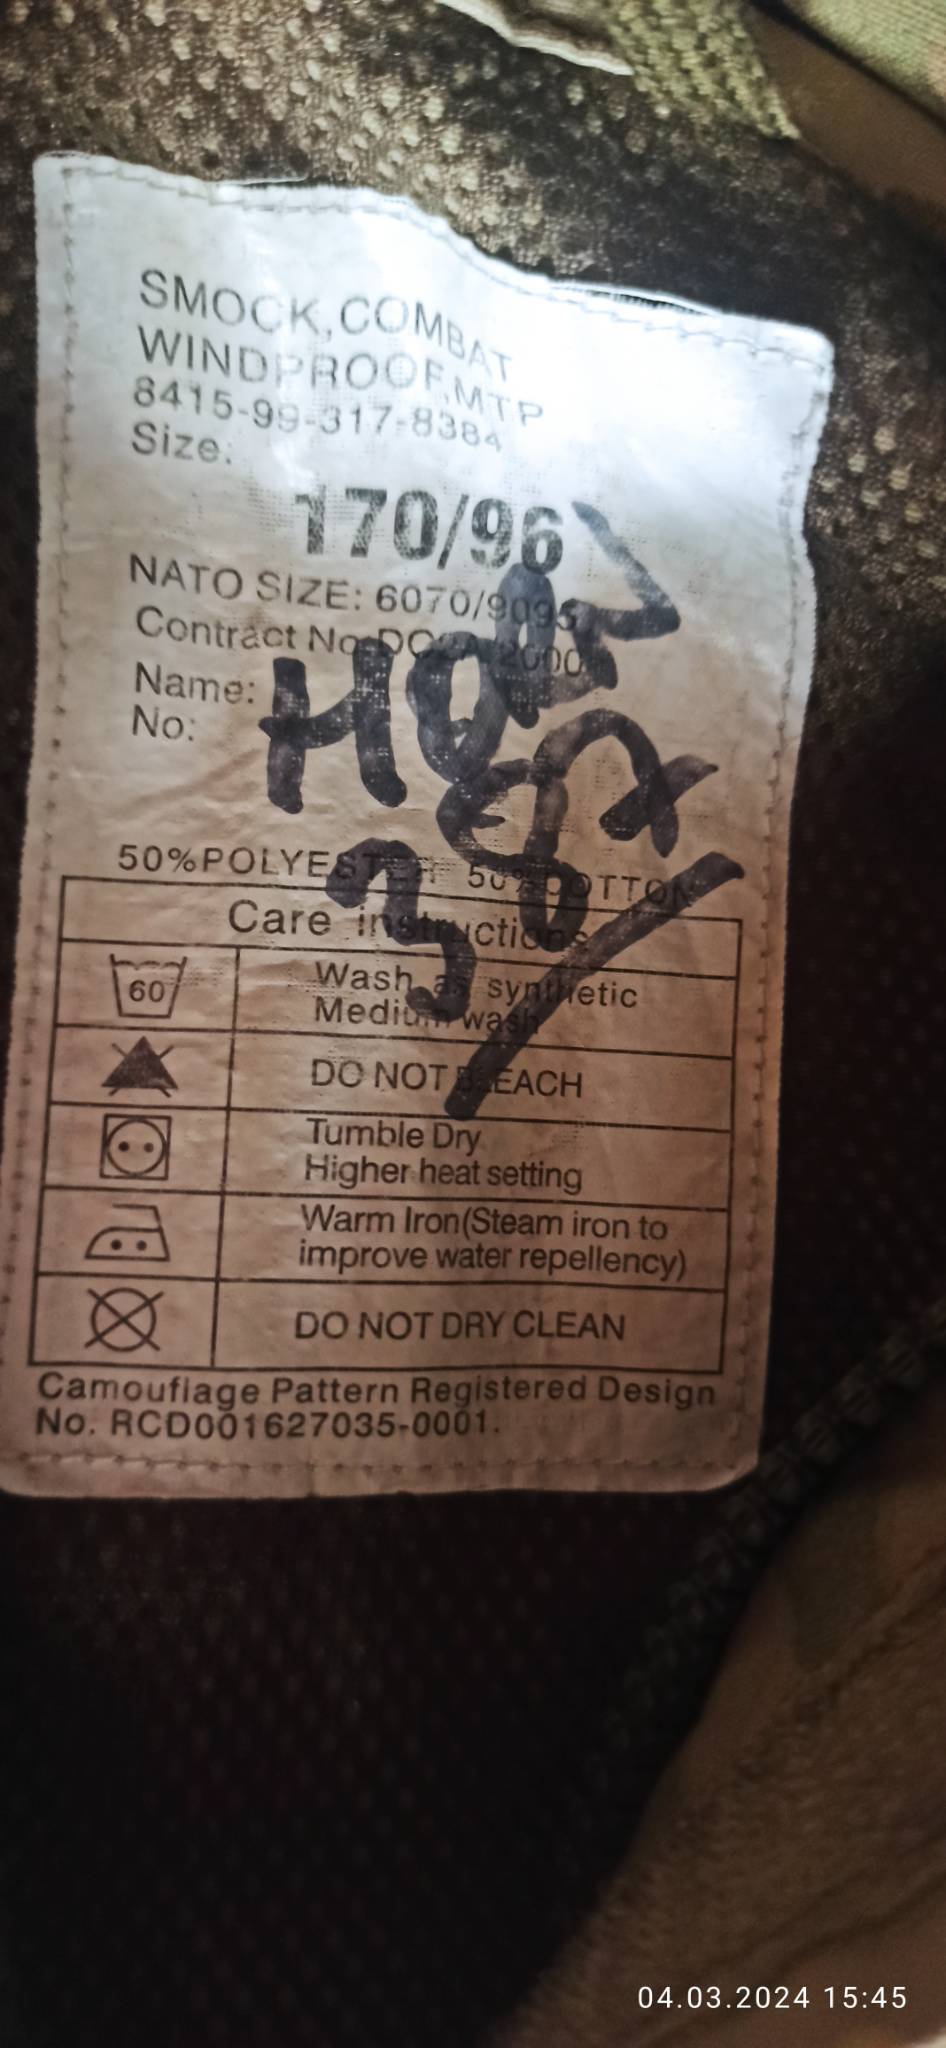 SMOCK,COMBAT
WINDPROOF,MTP
8415-99-317-8384
Size:
170/96
NATO SIZE: 6070/9095
Contract No
Name:
No:
387
50%POLYESTER 50%COTTON
Care instructions
60
Wash as synthetic
Medium wash
DO NOT BLEACH
Tumble Dry
Higher heat setting
Warm Iron(Steam iron to
improve water repellency)
DO NOT DRY CLEAN
Camouflage Pattern Registered Design
No. RCD001627035-0001.
04.03.2024 15:45